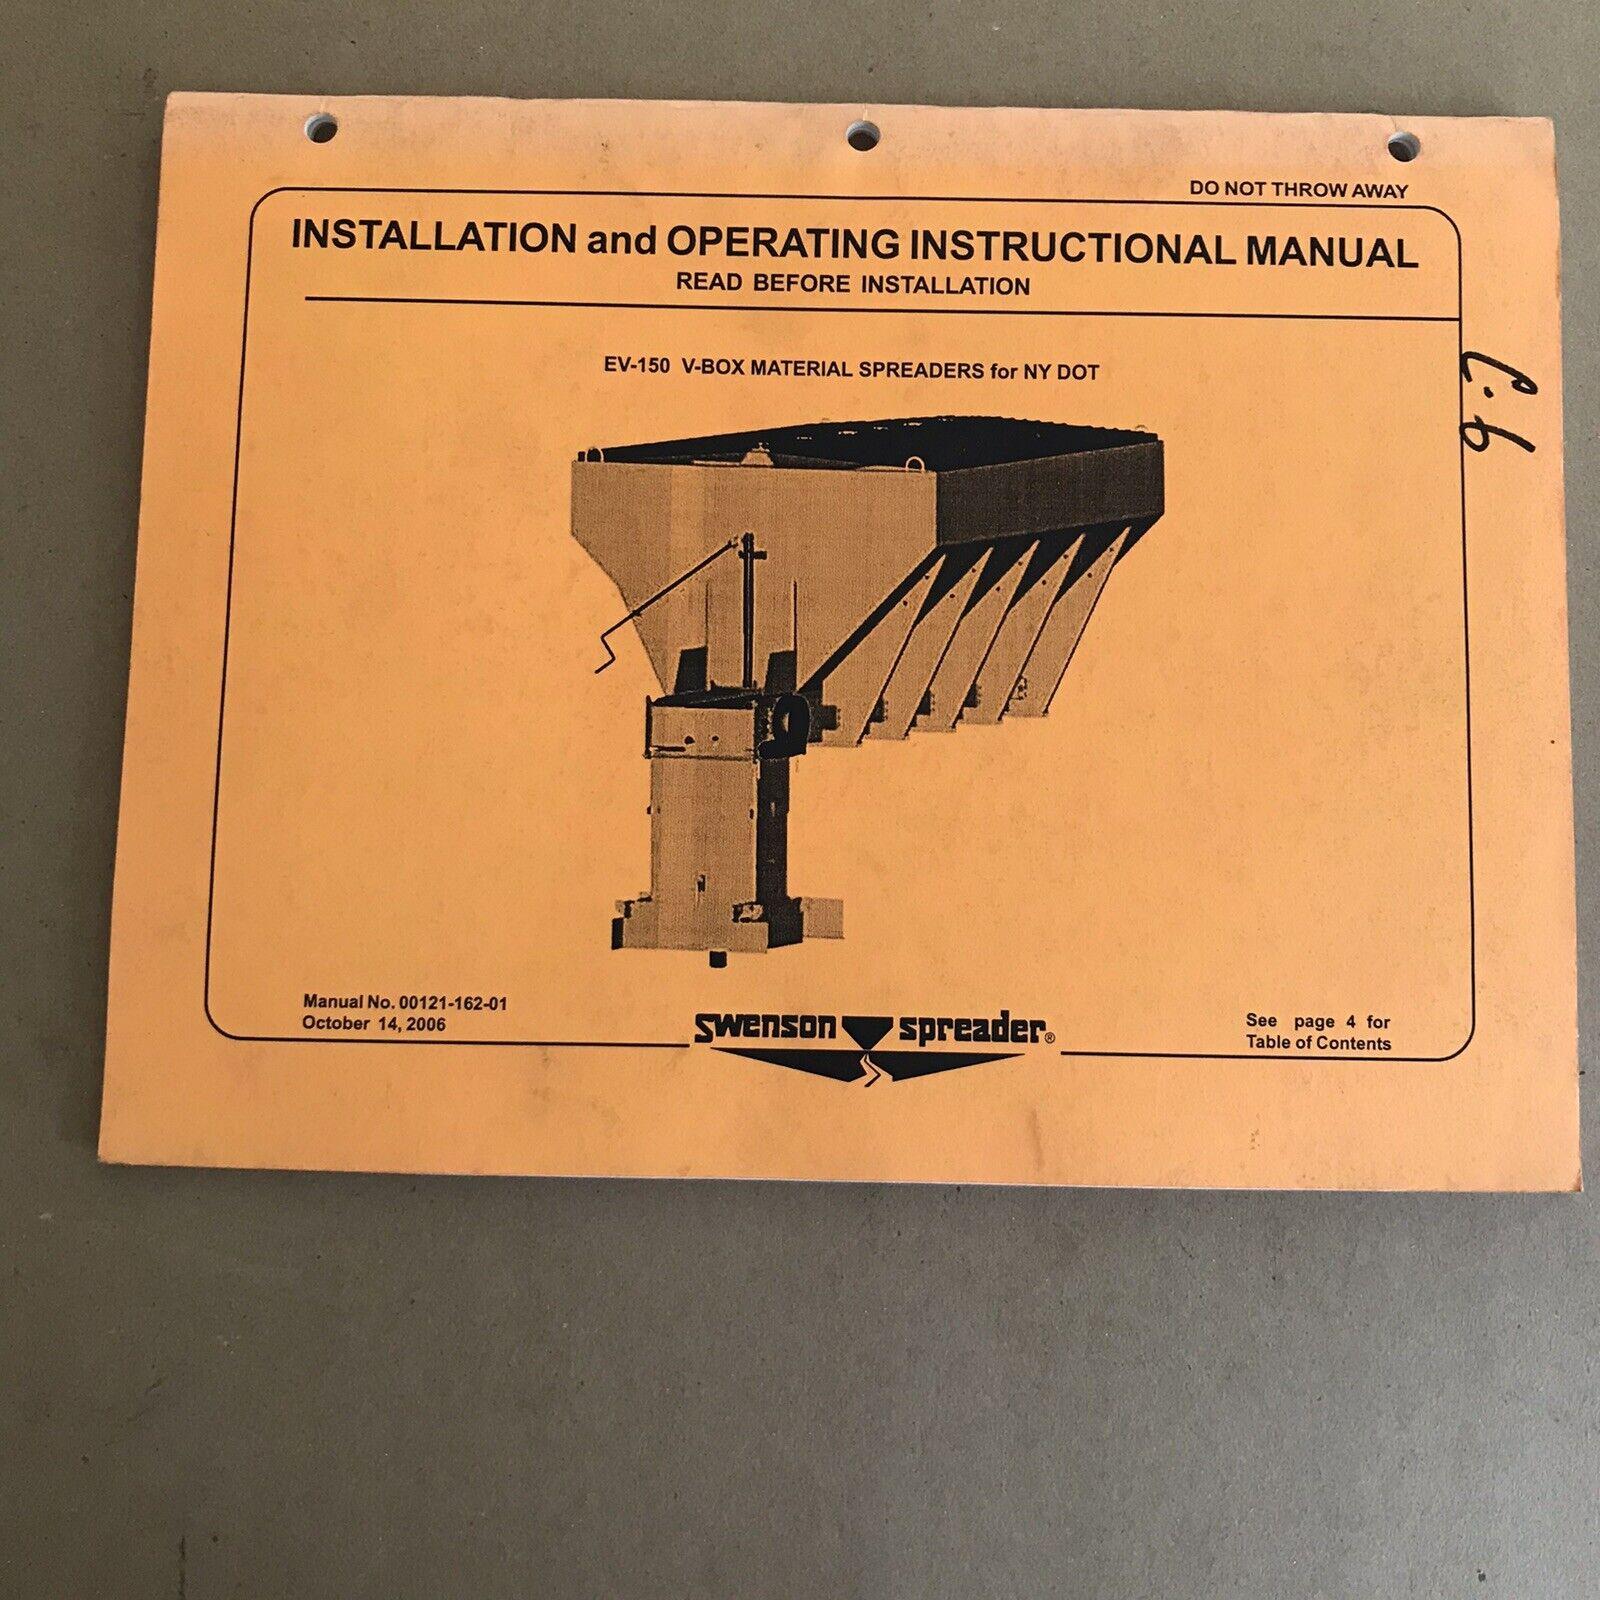 DO NOT THROW AWAY
INSTALLATION and OPERATING INSTRUCTIONAL MANUAL
READ BEFORE INSTALLATION
EV-150 V-BOX MATERIAL SPREADERS for NY DOT
Manual No. 00121-162-01
October 14, 2006
swenson spreader®
See page 4 for
Table of Contents